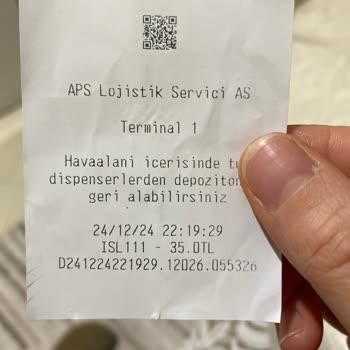 APS Lojistik Servici AS
Terminal 1
Havaalani icerisinde
dispenserlerden
geri alabilirsiniz
24/12/24 22:19:29
ISL111 - 35.0TL
D241224221929.12026.055326